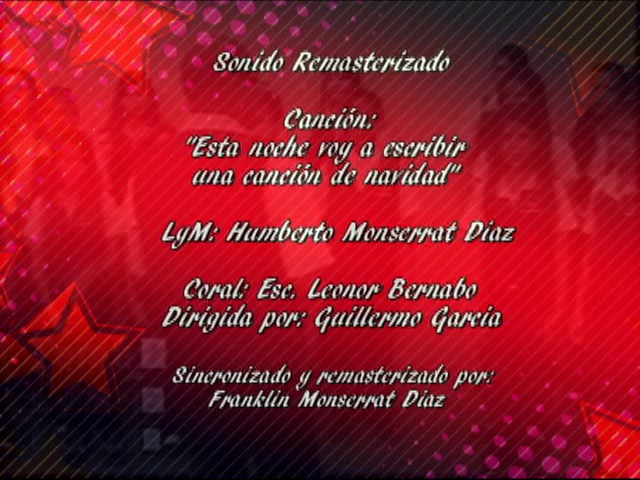 Sonido Remasterizado
Canción:
"Esta noche voy a escribir
una canción de navidad"
LyM: Humberto Monserrat Díaz
Coral: Esc. Leonor Bernabo
Dirigida por: Guillermo García
Sincronizado y remasterizado por:
Franklin Monserrat Díaz